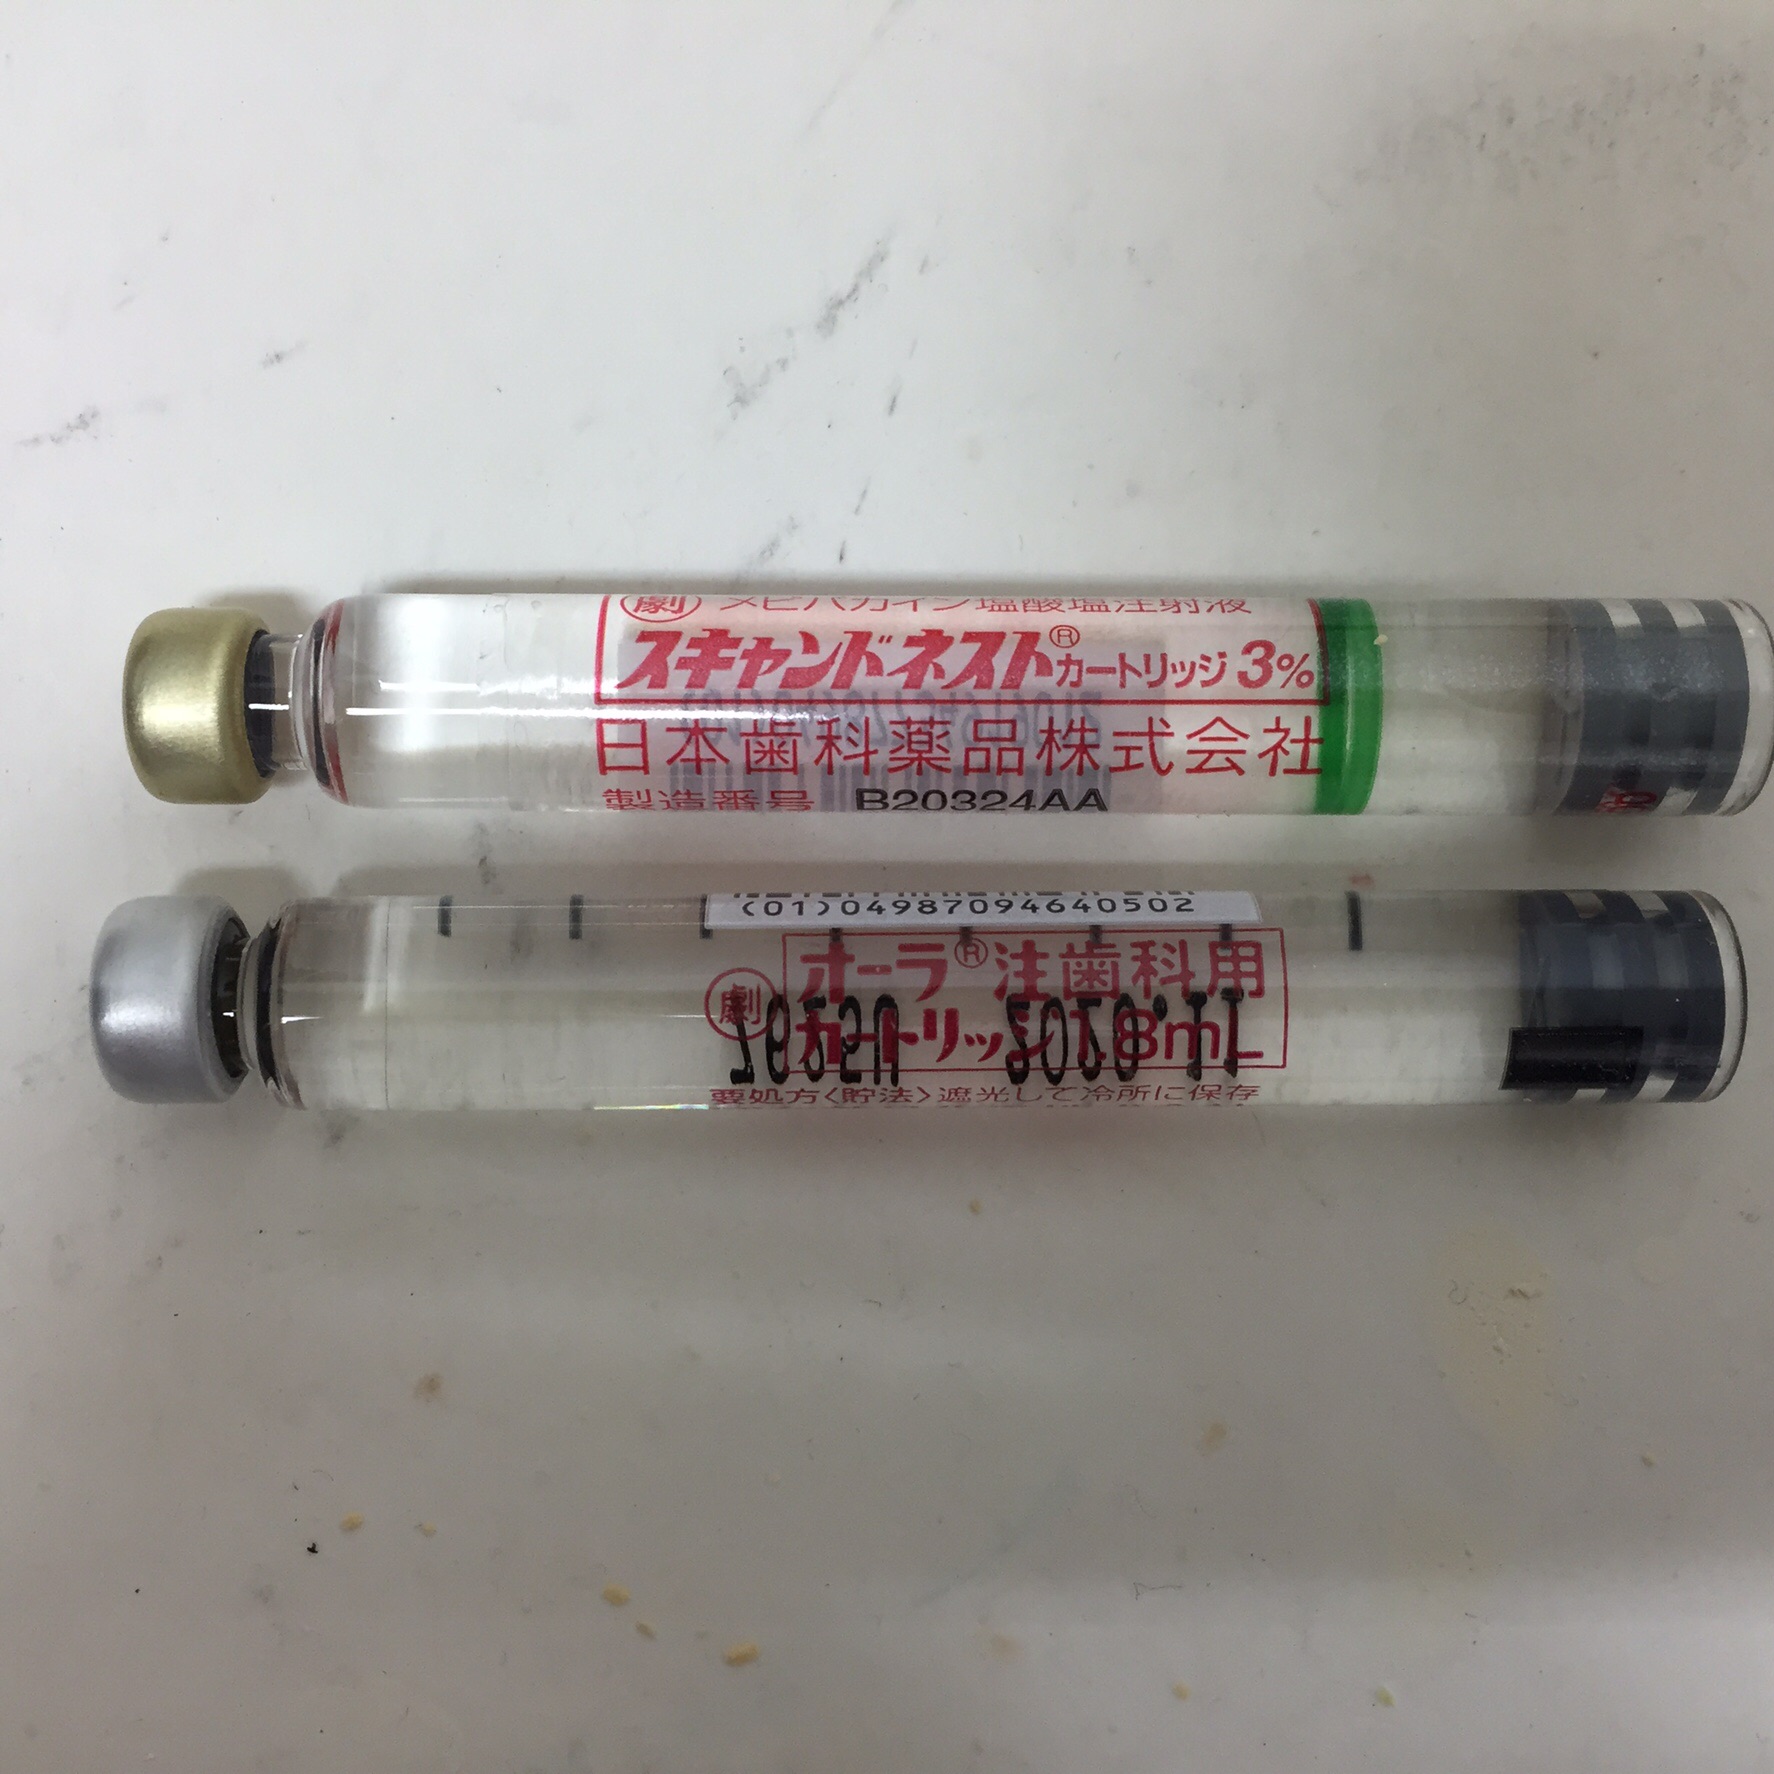 劇 メピバカイン塩酸塩注射液
スキャンドネスト®カートリッジ3%
日本歯科薬品株式会社
製造番号 B20324AA
(01)04987094640502
劇 オーラ®注歯科用
カートリッジ1.8mL
要処方〈貯法〉遮光して冷所に保存